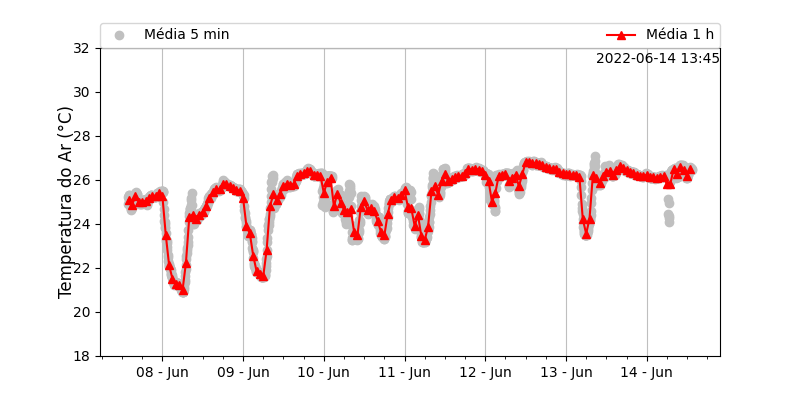 Média 5 min
Média 1 h
2022-06-14 13:45
Temperatura do Ar (°C)
32
30
28
26
24
22
20
18
08 - Jun
09 - Jun
10 - Jun
11 - Jun
12 - Jun
13 - Jun
14 - Jun